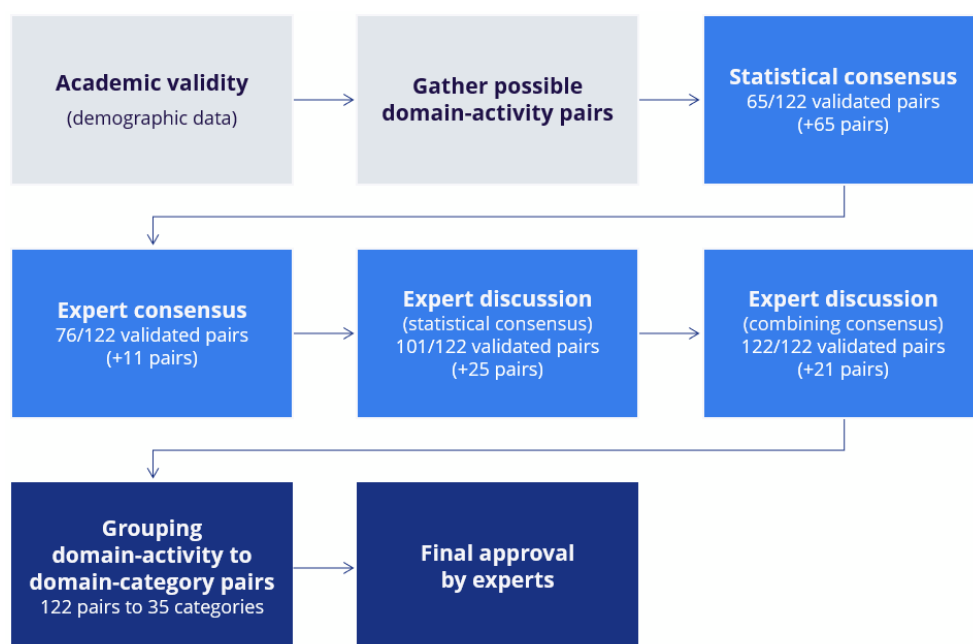 Academic validity
(demographic data)
Gather possible
domain-activity pairs
Statistical consensus
65/122 validated pairs
(+65 pairs)
Expert consensus
76/122 validated pairs
(+11 pairs)
Expert discussion
(statistical consensus)
101/122 validated pairs
(+25 pairs)
Expert discussion
(combining consensus)
122/122 validated pairs
(+21 pairs)
Grouping
domain-activity to
domain-category pairs
122 pairs to 35 categories
Final approval
by experts